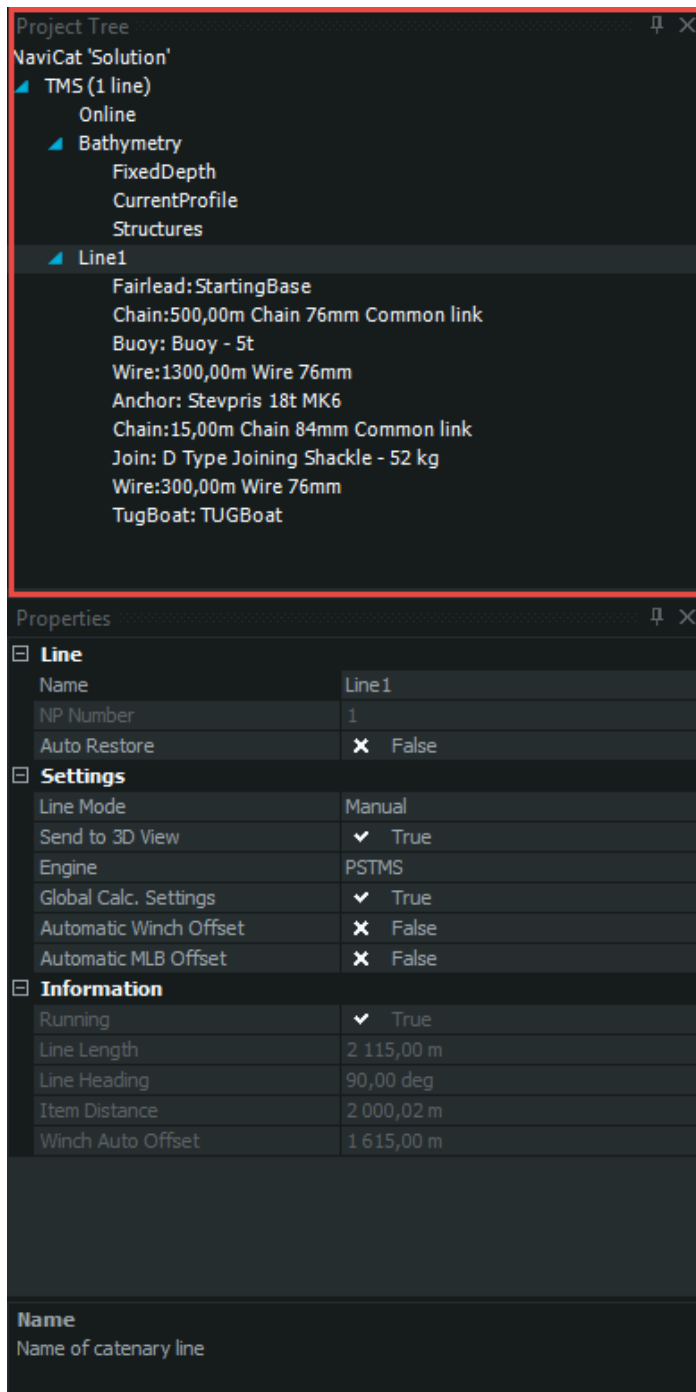 Project Tree
NaviCat 'Solution'
TMS (1 line)
Online
Bathymetry
FixedDepth
CurrentProfile
Structures
Line1
Fairlead:StartingBase
Chain:500,00m Chain 76mm Common link
Buoy: Buoy - 5t
Wire:1300,00m Wire 76mm
Anchor: Stevpris 18t MK6
Chain:15,00m Chain 84mm Common link
Join: D Type Joining Shackle - 52 kg
Wire:300,00m Wire 76mm
TugBoat: TUGBoat
Properties
Line
Name Line1
NP Number 1
Auto Restore False
Settings
Line Mode Manual
Send to 3D View True
Engine PSTMS
Global Calc. Settings True
Automatic Winch Offset False
Automatic MLB Offset False
Information
Running True
Line Length 2 115,00 m
Line Heading 90,00 deg
Item Distance 2 000,02 m
Winch Auto Offset 1 615,00 m
Name
Name of catenary line